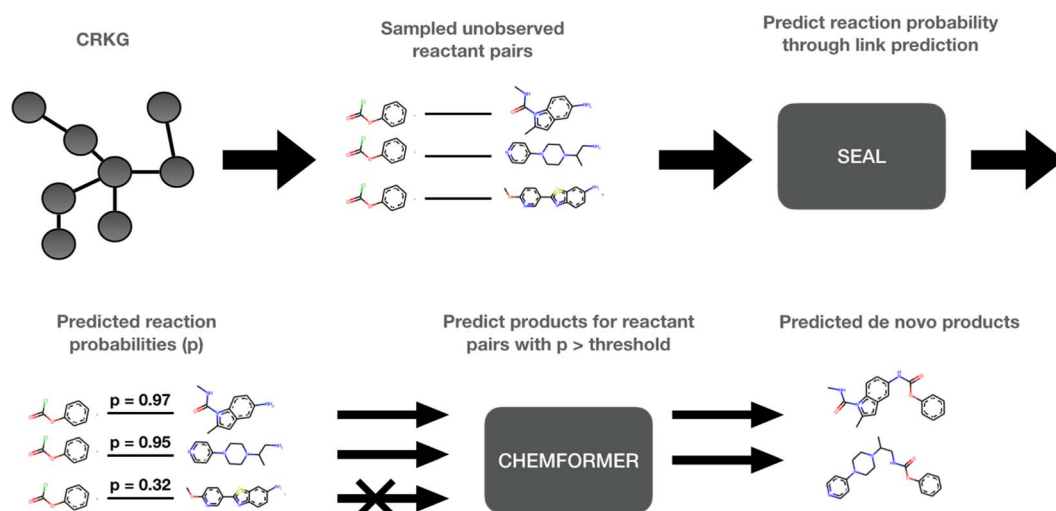 CRKG
Sampled unobserved
reactant pairs
Predict reaction probability
through link prediction
SEAL
Predicted reaction
probabilities (p)
Predict products for reactant
pairs with p > threshold
Predicted de novo products
p = 0.97
p = 0.95
p = 0.32
CHEMFORMER